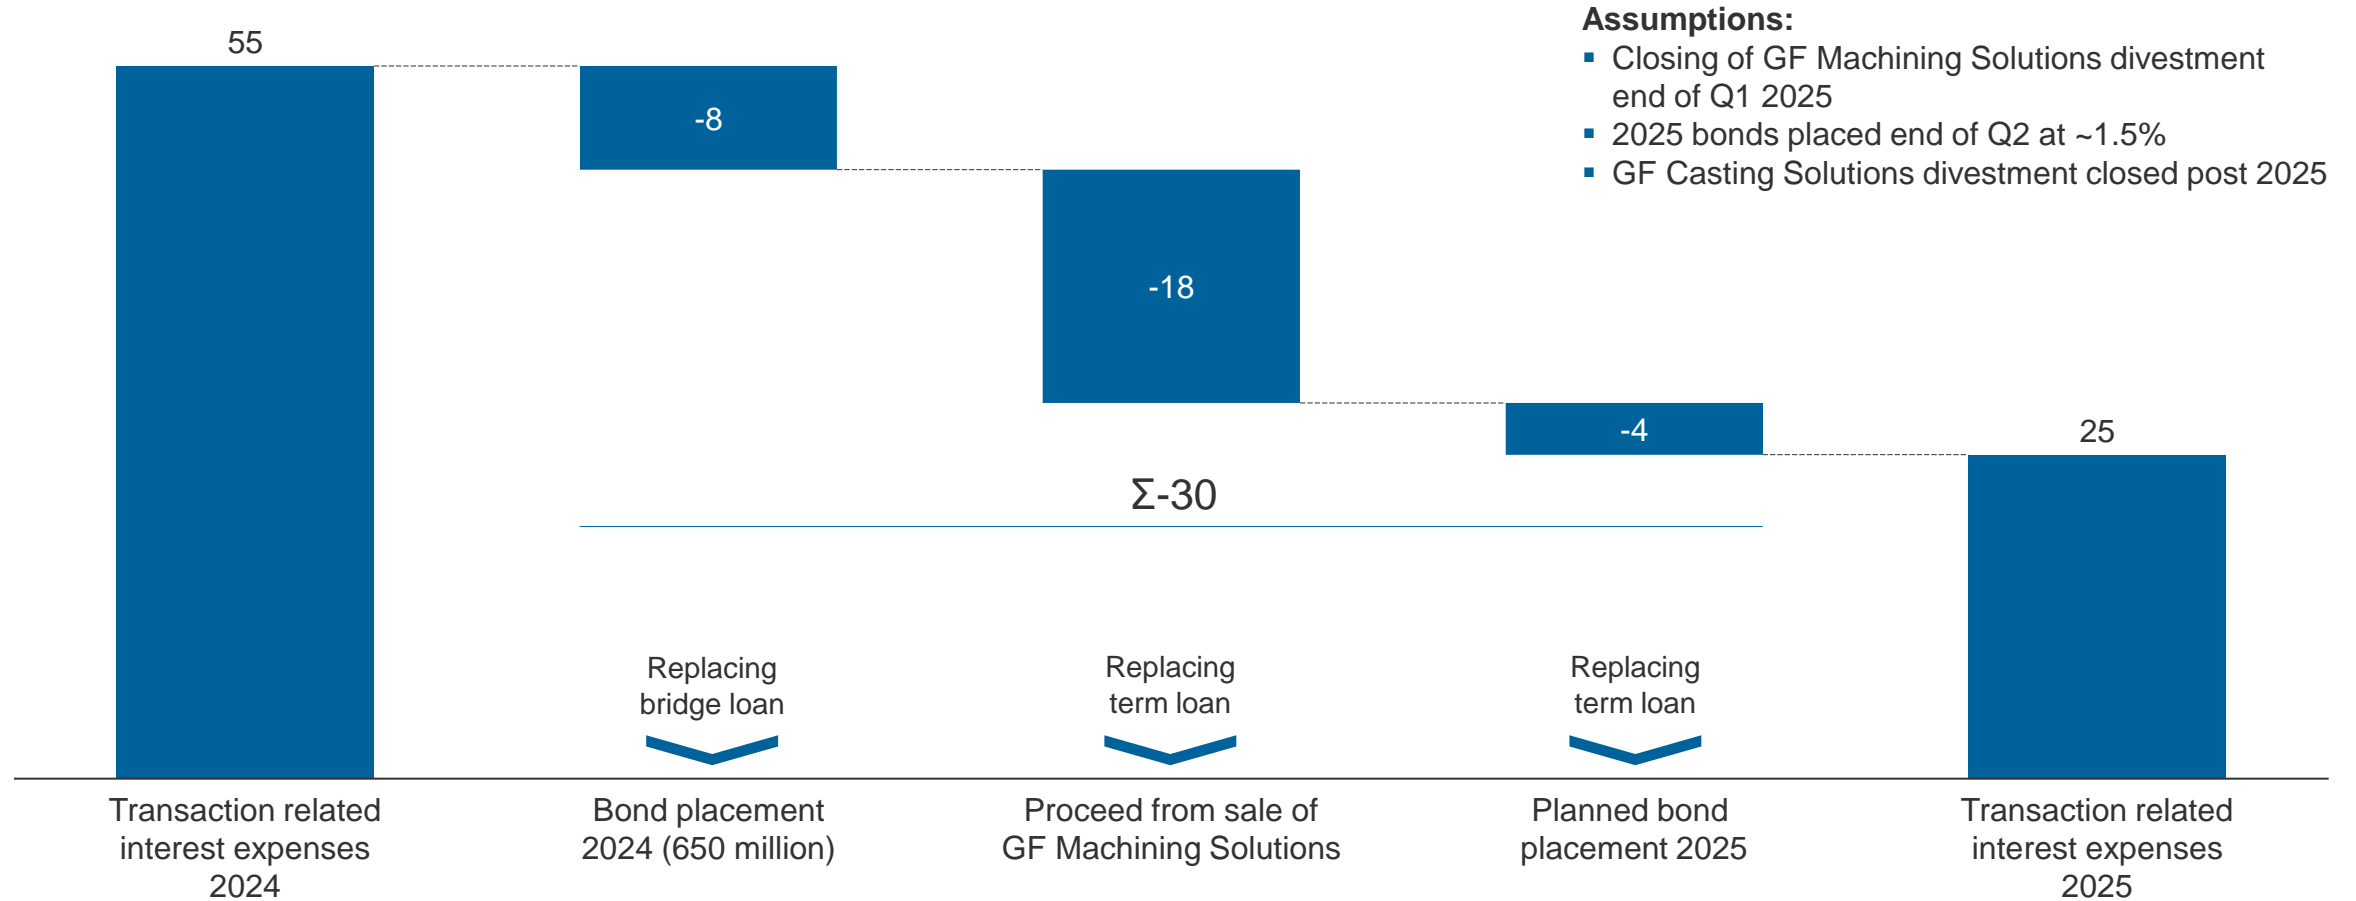 Assumptions:
▪ Closing of GF Machining Solutions divestment
end of Q1 2025
▪ 2025 bonds placed end of Q2 at ~1.5%
▪ GF Casting Solutions divestment closed post 2025
55
-8
-18
-4
25
Σ-30
Replacing
bridge loan
Replacing
term loan
Replacing
term loan
Transaction related
interest expenses
2024
Bond placement
2024 (650 million)
Proceed from sale of
GF Machining Solutions
Planned bond
placement 2025
Transaction related
interest expenses
2025